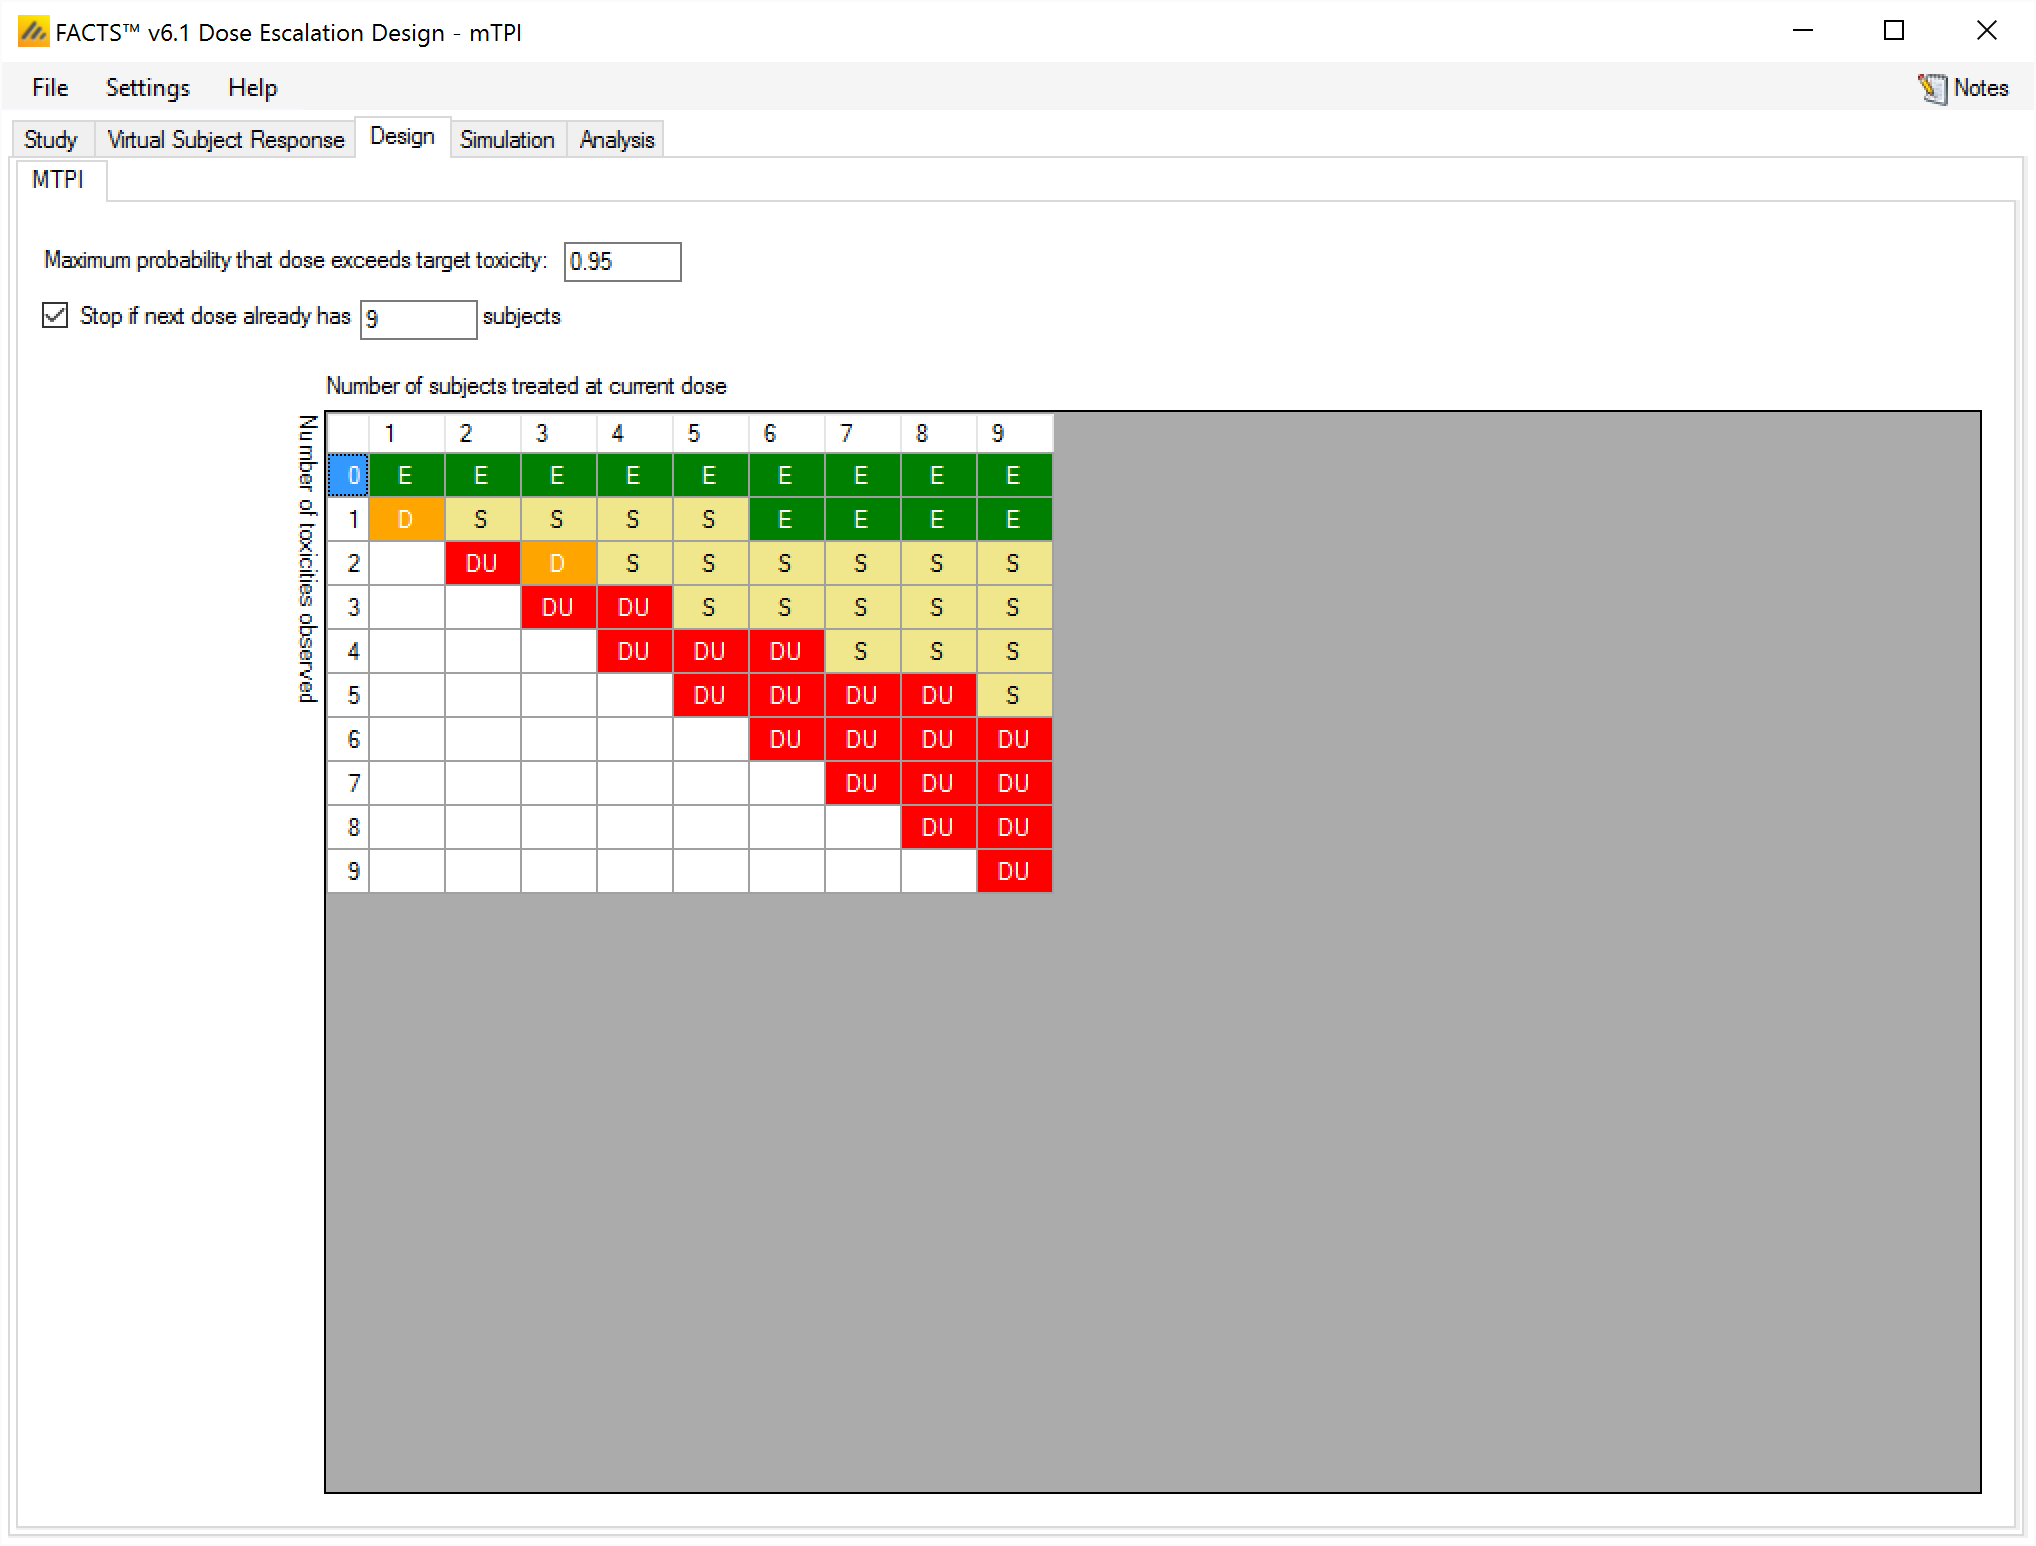 FACTS™ v6.1 Dose Escalation Design - mTPI
File Settings Help Notes
Study Virtual Subject Response Design Simulation Analysis
MTPI
Maximum probability that dose exceeds target toxicity: 0.95
Stop if next dose already has 9 subjects
Number of subjects treated at current dose
Number of toxicities observed
1 2 3 4 5 6 7 8 9
0 E E E E E E E E E
1 D S S S S E E E E
2 DU D S S S S S S
3 DU DU S S S S S
4 DU DU DU S S S
5 DU DU DU DU S
6 DU DU DU DU
7 DU DU DU
8 DU DU
9 DU